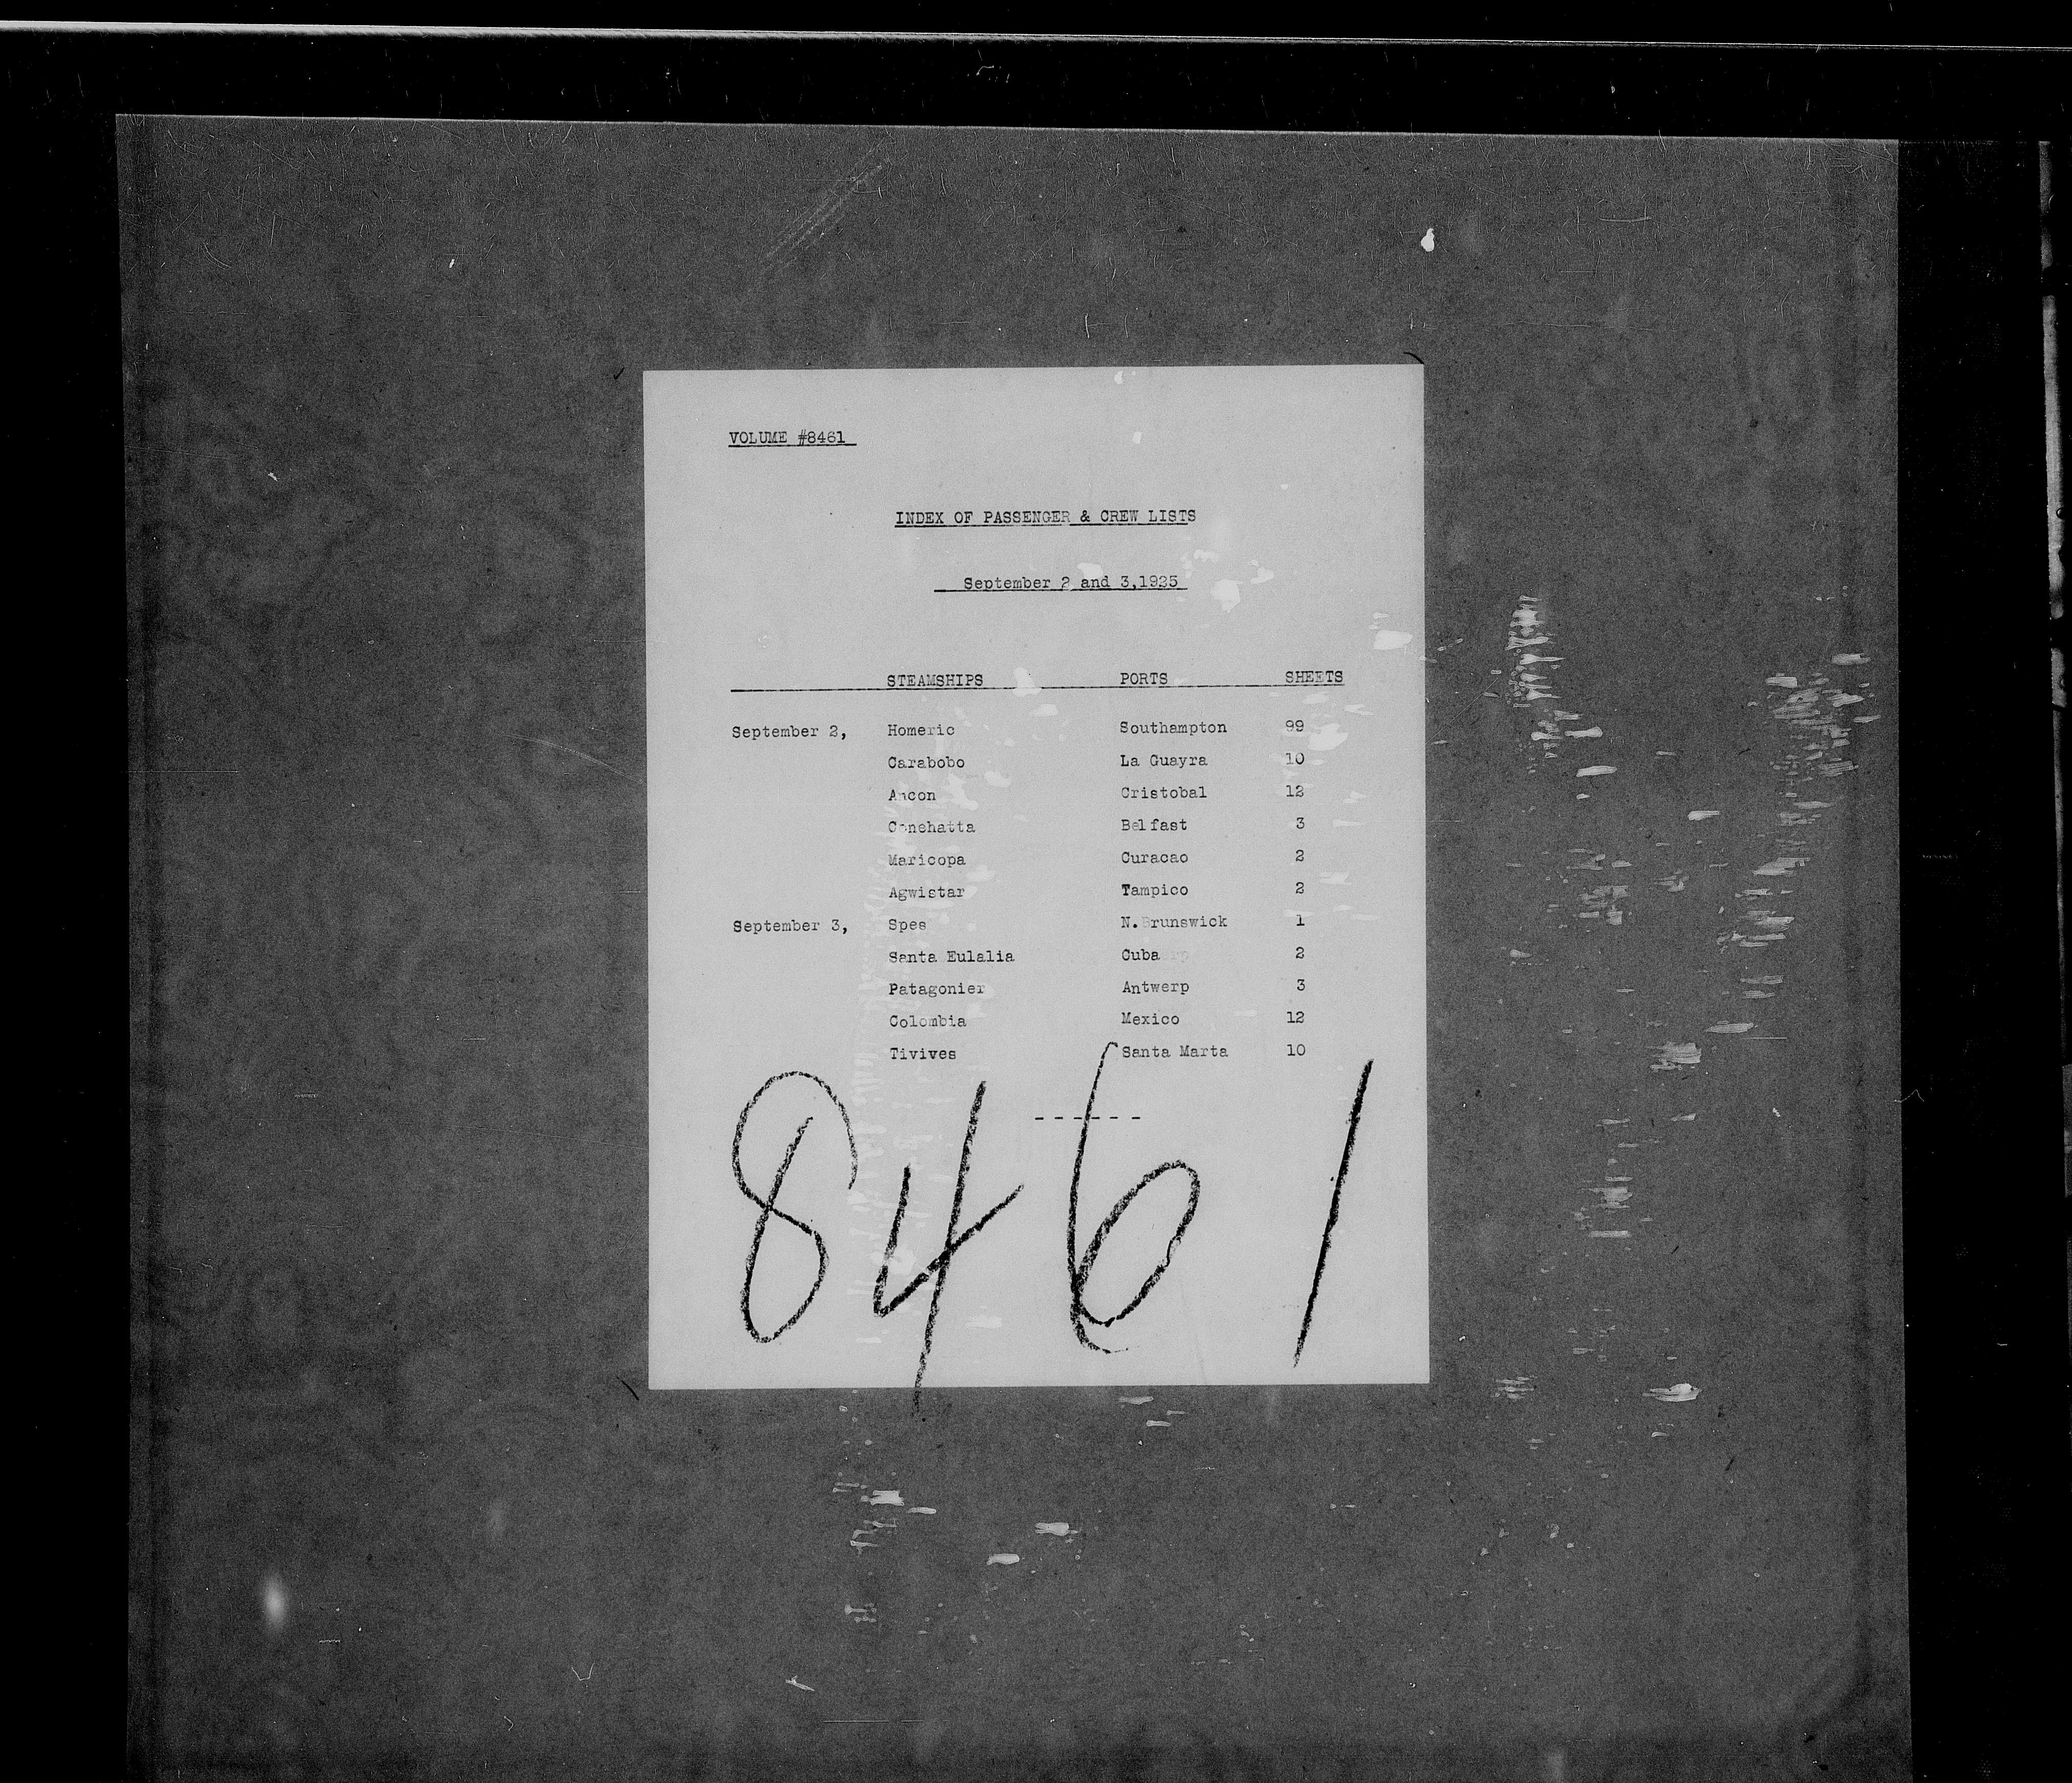 VOLUME #8461
INDEX OF PASSENGER & CREW LISTS
September 2 and 3,1925
STEAMSHIPS PORTS SHEETS
September 2, Homeric Southampton 99
Carabobo La Guayra 10
Ancon Cristobal 12
Conehatta Belfast 3
Maricopa Curacao 2
Agwistar Tampico 2
September 3, Spes N.Brunswick 1
Santa Eulalia Cuba 2
Patagonier Antwerp 3
Colombia Mexico 12
Tivives Santa Marta 10
------
8461